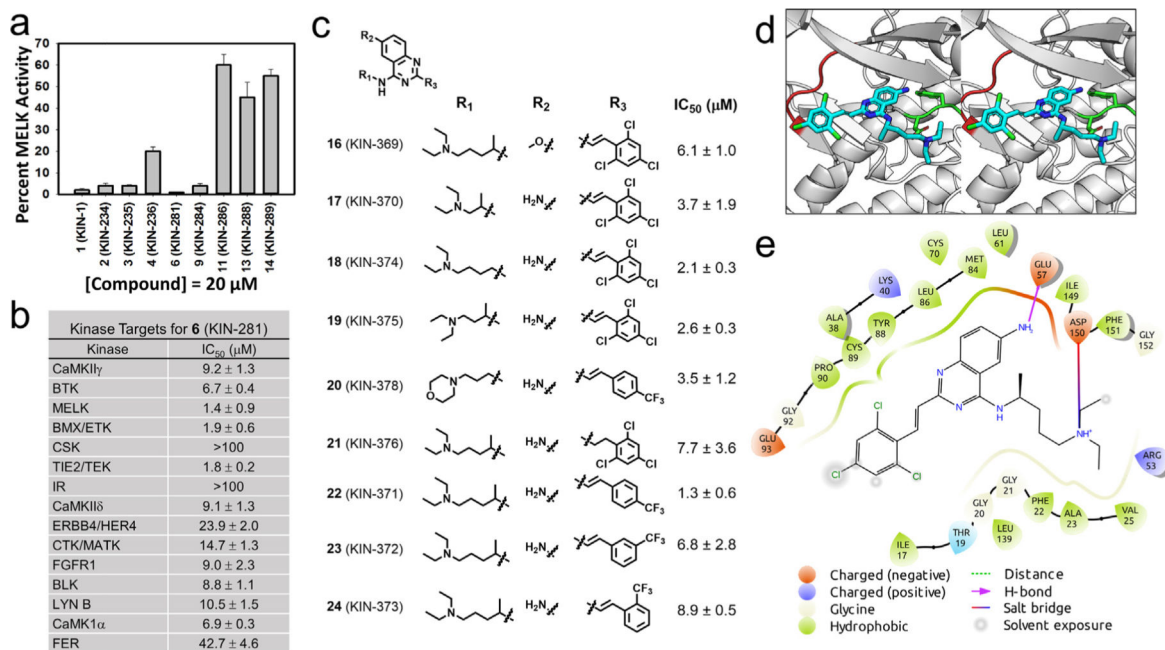 a
Percent MELK Activity
70
60
50
40
30
20
10
0
1 (KIN-1)
2 (KIN-234)
3 (KIN-235)
4 (KIN-236)
6 (KIN-281)
9 (KIN-284)
11 (KIN-286)
13 (KIN-288)
14 (KIN-289)
[Compound] = 20 μM
b
Kinase Targets for 6 (KIN-281)
Kinase IC50 (μM)
CaMKIIγ 9.2 ± 1.3
BTK 6.7 ± 0.4
MELK 1.4 ± 0.9
BMX/ETK 1.9 ± 0.6
CSK >100
TIE2/TEK 1.8 ± 0.2
IR >100
CaMKIIδ 9.1 ± 1.3
ERBB4/HER4 23.9 ± 2.0
CTK/MATK 14.7 ± 1.3
FGFR1 9.0 ± 2.3
BLK 8.8 ± 1.1
LYN B 10.5 ± 1.5
CaMK1α 6.9 ± 0.3
FER 42.7 ± 4.6
c
R2
N
R1
NH
N
R3
R1 R2 R3 IC50 (μM)
16 (KIN-369) N O Cl Cl Cl 6.1 ± 1.0
17 (KIN-370) N H2N Cl Cl Cl 3.7 ± 1.9
18 (KIN-374) N H2N Cl Cl Cl 2.1 ± 0.3
19 (KIN-375) N H2N Cl Cl Cl 2.6 ± 0.3
20 (KIN-378) N O H2N CF3 3.5 ± 1.2
21 (KIN-376) N H2N Cl Cl Cl 7.7 ± 3.6
22 (KIN-371) N H2N CF3 1.3 ± 0.6
23 (KIN-372) N H2N CF3 6.8 ± 2.8
24 (KIN-373) N H2N CF3 8.9 ± 0.5
d
e
LEU 61
CYS 70
MET 84
GLU 57
LYS 40
LEU 86
ILE 149
ALA 38
TYR 88
ASP 150
PHE 151
GLY 152
CYS 89
PRO 90
NH2
GLY 92
GLU 93
N
N
NH
NH+
Cl
Cl
Cl
ARG 53
GLY 21
GLY 20
PHE 22
ALA 23
VAL 25
THR 19
LEU 139
ILE 17
Charged (negative)
Charged (positive)
Glycine
Hydrophobic
Distance
H-bond
Salt bridge
Solvent exposure